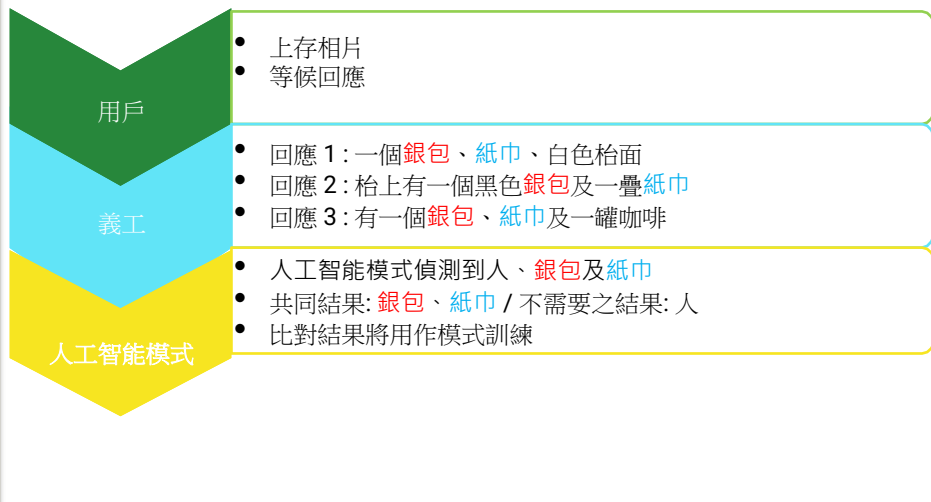 用戶
上存相片
等候回應
義工
回應 1 : 一個銀包、紙巾、白色枱面
回應 2 : 枱上有一個黑色銀包及一疊紙巾
回應 3 : 有一個銀包、紙巾及一罐咖啡
人工智能模式
人工智能模式偵測到人、銀包及紙巾
共同結果: 銀包、紙巾 / 不需要之結果: 人
比對結果將用作模式訓練